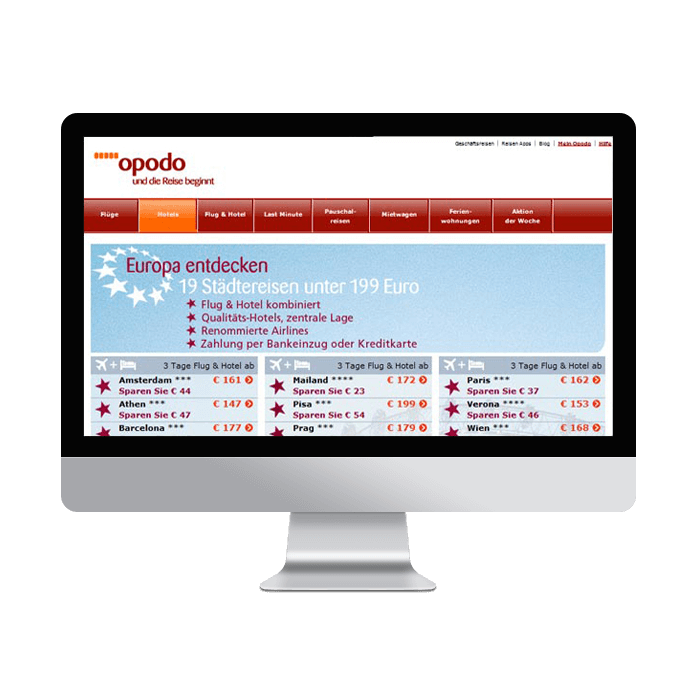 Geschäftsreisen | Reisen Apps | Blog | Mein Opodo | Hilfe
opodo
und die Reise beginnt
Flüge
Hotels
Flug & Hotel
Last Minute
Pauschal-
reisen
Mietwagen
Ferien-
wohnungen
Aktion
der Woche
Europa entdecken
19 Städtereisen unter 199 Euro
Flug & Hotel kombiniert
Qualitäts-Hotels, zentrale Lage
Renommierte Airlines
Zahlung per Bankeinzug oder Kreditkarte
3 Tage Flug & Hotel ab
Amsterdam *** € 161
Sparen Sie € 44
Athen *** € 147
Sparen Sie € 47
Barcelona *** € 177
3 Tage Flug & Hotel ab
Mailand **** € 172
Sparen Sie € 23
Pisa *** € 199
Sparen Sie € 54
Prag *** € 179
3 Tage Flug & Hotel ab
Paris *** € 162
Sparen Sie € 37
Verona **** € 153
Sparen Sie € 46
Wien *** € 168